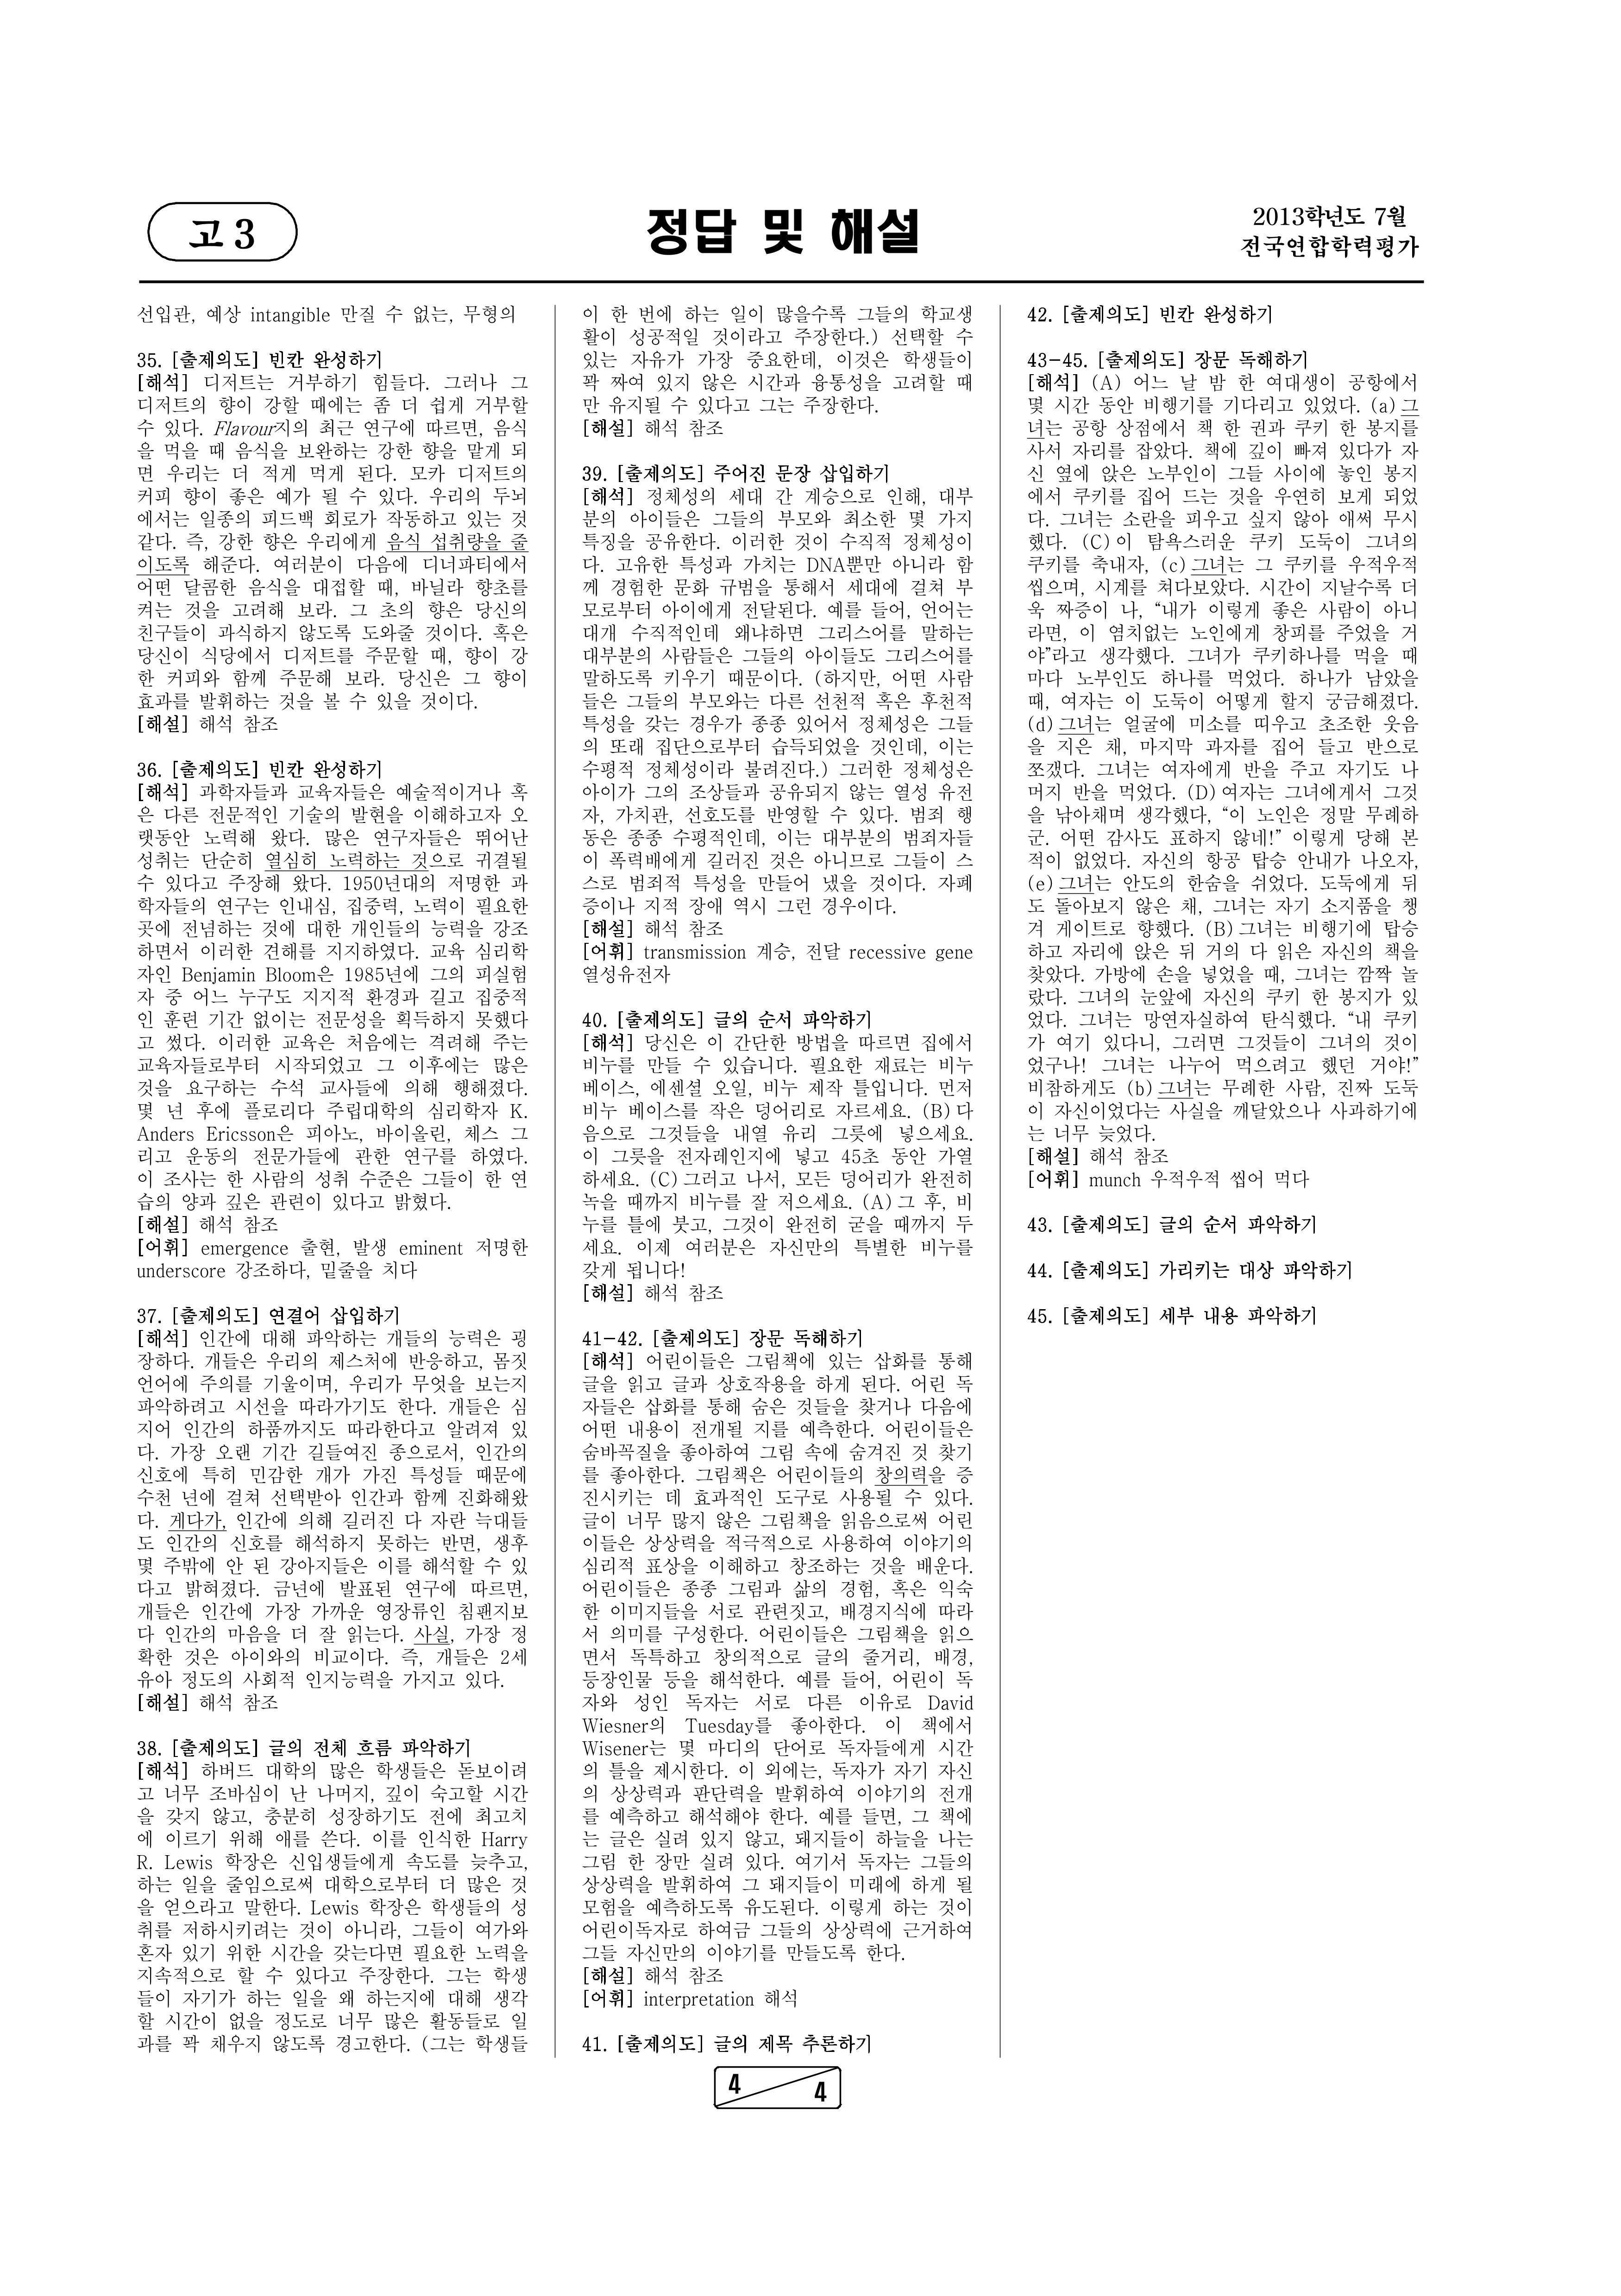 고 3
정답 및 해설
2013학년도 7월
전국연합학력평가
선입관, 예상 intangible 만질 수 없는, 무형의
35. [출제의도] 빈칸 완성하기
[해석] 디저트는 거부하기 힘들다. 그러나 그
디저트의 향이 강할 때에는 좀 더 쉽게 거부할
수 있다. Flavour지의 최근 연구에 따르면, 음식
을 먹을 때 음식을 보완하는 강한 향을 맡게 되
면 우리는 더 적게 먹게 된다. 모카 디저트의
커피 향이 좋은 예가 될 수 있다. 우리의 두뇌
에서는 일종의 피드백 회로가 작동하고 있는 것
같다. 즉, 강한 향은 우리에게 음식 섭취량을 줄
이도록 해준다. 여러분이 다음에 디너파티에서
어떤 달콤한 음식을 대접할 때, 바닐라 향초를
켜는 것을 고려해 보라. 그 초의 향은 당신의
친구들이 과식하지 않도록 도와줄 것이다. 혹은
당신이 식당에서 디저트를 주문할 때, 향이 강
한 커피와 함께 주문해 보라. 당신은 그 향이
효과를 발휘하는 것을 볼 수 있을 것이다.
[해설] 해석 참조
36. [출제의도] 빈칸 완성하기
[해석] 과학자들과 교육자들은 예술적이거나 혹
은 다른 전문적인 기술의 발현을 이해하고자 오
랫동안 노력해 왔다. 많은 연구자들은 뛰어난
성취는 단순히 열심히 노력하는 것으로 귀결될
수 있다고 주장해 왔다. 1950년대의 저명한 과
학자들의 연구는 인내심, 집중력, 노력이 필요한
곳에 전념하는 것에 대한 개인들의 능력을 강조
하면서 이러한 견해를 지지하였다. 교육 심리학
자인 Benjamin Bloom은 1985년에 그의 피실험
자 중 어느 누구도 지지적 환경과 길고 집중적
인 훈련 기간 없이는 전문성을 획득하지 못했다
고 썼다. 이러한 교육은 처음에는 격려해 주는
교육자들로부터 시작되었고 그 이후에는 많은
것을 요구하는 수석 교사들에 의해 행해졌다.
몇 년 후에 플로리다 주립대학의 심리학자 K.
Anders Ericsson은 피아노, 바이올린, 체스 그
리고 운동의 전문가들에 관한 연구를 하였다.
이 조사는 한 사람의 성취 수준은 그들이 한 연
습의 양과 깊은 관련이 있다고 밝혔다.
[해설] 해석 참조
[어휘] emergence 출현, 발생 eminent 저명한
underscore 강조하다, 밑줄을 치다
37. [출제의도] 연결어 삽입하기
[해석] 인간에 대해 파악하는 개들의 능력은 굉
장하다. 개들은 우리의 제스처에 반응하고, 몸짓
언어에 주의를 기울이며, 우리가 무엇을 보는지
파악하려고 시선을 따라가기도 한다. 개들은 심
지어 인간의 하품까지도 따라한다고 알려져 있
다. 가장 오랜 기간 길들여진 종으로서, 인간의
신호에 특히 민감한 개가 가진 특성들 때문에
수천 년에 걸쳐 선택받아 인간과 함께 진화해왔
다. 게다가, 인간에 의해 길러진 다 자란 늑대들
도 인간의 신호를 해석하지 못하는 반면, 생후
몇 주밖에 안 된 강아지들은 이를 해석할 수 있
다고 밝혀졌다. 금년에 발표된 연구에 따르면,
개들은 인간에 가장 가까운 영장류인 침팬지보
다 인간의 마음을 더 잘 읽는다. 사실, 가장 정
확한 것은 아이와의 비교이다. 즉, 개들은 2세
유아 정도의 사회적 인지능력을 가지고 있다.
[해설] 해석 참조
38. [출제의도] 글의 전체 흐름 파악하기
[해석] 하버드 대학의 많은 학생들은 돋보이려
고 너무 조바심이 난 나머지, 깊이 숙고할 시간
을 갖지 않고, 충분히 성장하기도 전에 최고치
에 이르기 위해 애를 쓴다. 이를 인식한 Harry
R. Lewis 학장은 신입생들에게 속도를 늦추고,
하는 일을 줄임으로써 대학으로부터 더 많은 것
을 얻으라고 말한다. Lewis 학장은 학생들의 성
취를 저하시키려는 것이 아니라, 그들이 여가와
혼자 있기 위한 시간을 갖는다면 필요한 노력을
지속적으로 할 수 있다고 주장한다. 그는 학생
들이 자기가 하는 일을 왜 하는지에 대해 생각
할 시간이 없을 정도로 너무 많은 활동들로 일
과를 꽉 채우지 않도록 경고한다. (그는 학생들
이 한 번에 하는 일이 많을수록 그들의 학교생
활이 성공적일 것이라고 주장한다.) 선택할 수
있는 자유가 가장 중요한데, 이것은 학생들이
꽉 짜여 있지 않은 시간과 융통성을 고려할 때
만 유지될 수 있다고 그는 주장한다.
[해설] 해석 참조
39. [출제의도] 주어진 문장 삽입하기
[해석] 정체성의 세대 간 계승으로 인해, 대부
분의 아이들은 그들의 부모와 최소한 몇 가지
특징을 공유한다. 이러한 것이 수직적 정체성이
다. 고유한 특성과 가치는 DNA뿐만 아니라 함
께 경험한 문화 규범을 통해서 세대에 걸쳐 부
모로부터 아이에게 전달된다. 예를 들어, 언어는
대개 수직적인데 왜냐하면 그리스어를 말하는
대부분의 사람들은 그들의 아이들도 그리스어를
말하도록 키우기 때문이다. (하지만, 어떤 사람
들은 그들의 부모와는 다른 선천적 혹은 후천적
특성을 갖는 경우가 종종 있어서 정체성은 그들
의 또래 집단으로부터 습득되었을 것인데, 이는
수평적 정체성이라 불려진다.) 그러한 정체성은
아이가 그의 조상들과 공유되지 않는 열성 유전
자, 가치관, 선호도를 반영할 수 있다. 범죄 행
동은 종종 수평적인데, 이는 대부분의 범죄자들
이 폭력배에게 길러진 것은 아니므로 그들이 스
스로 범죄적 특성을 만들어 냈을 것이다. 자폐
증이나 지적 장애 역시 그런 경우이다.
[해설] 해석 참조
[어휘] transmission 계승, 전달 recessive gene
열성유전자
40. [출제의도] 글의 순서 파악하기
[해석] 당신은 이 간단한 방법을 따르면 집에서
비누를 만들 수 있습니다. 필요한 재료는 비누
베이스, 에센셜 오일, 비누 제작 틀입니다. 먼저
비누 베이스를 작은 덩어리로 자르세요. (B)다
음으로 그것들을 내열 유리 그릇에 넣으세요.
이 그릇을 전자레인지에 넣고 45초 동안 가열
하세요. (C)그러고 나서, 모든 덩어리가 완전히
녹을 때까지 비누를 잘 저으세요. (A)그 후, 비
누를 틀에 붓고, 그것이 완전히 굳을 때까지 두
세요. 이제 여러분은 자신만의 특별한 비누를
갖게 됩니다!
[해설] 해석 참조
41-42. [출제의도] 장문 독해하기
[해석] 어린이들은 그림책에 있는 삽화를 통해
글을 읽고 글과 상호작용을 하게 된다. 어린 독
자들은 삽화를 통해 숨은 것들을 찾거나 다음에
어떤 내용이 전개될 지를 예측한다. 어린이들은
숨바꼭질을 좋아하여 그림 속에 숨겨진 것 찾기
를 좋아한다. 그림책은 어린이들의 창의력을 증
진시키는 데 효과적인 도구로 사용될 수 있다.
글이 너무 많지 않은 그림책을 읽음으로써 어린
이들은 상상력을 적극적으로 사용하여 이야기의
심리적 표상을 이해하고 창조하는 것을 배운다.
어린이들은 종종 그림과 삶의 경험, 혹은 익숙
한 이미지들을 서로 관련짓고, 배경지식에 따라
서 의미를 구성한다. 어린이들은 그림책을 읽으
면서 독특하고 창의적으로 글의 줄거리, 배경,
등장인물 등을 해석한다. 예를 들어, 어린이 독
자와 성인 독자는 서로 다른 이유로 David
Wiesner의 Tuesday를 좋아한다. 이 책에서
Wisener는 몇 마디의 단어로 독자들에게 시간
의 틀을 제시한다. 이 외에는, 독자가 자기 자신
의 상상력과 판단력을 발휘하여 이야기의 전개
를 예측하고 해석해야 한다. 예를 들면, 그 책에
는 글은 실려 있지 않고, 돼지들이 하늘을 나는
그림 한 장만 실려 있다. 여기서 독자는 그들의
상상력을 발휘하여 그 돼지들이 미래에 하게 될
모험을 예측하도록 유도된다. 이렇게 하는 것이
어린이독자로 하여금 그들의 상상력에 근거하여
그들 자신만의 이야기를 만들도록 한다.
[해설] 해석 참조
[어휘] interpretation 해석
41. [출제의도] 글의 제목 추론하기
42. [출제의도] 빈칸 완성하기
43-45. [출제의도] 장문 독해하기
[해석] (A) 어느 날 밤 한 여대생이 공항에서
몇 시간 동안 비행기를 기다리고 있었다. (a)그
녀는 공항 상점에서 책 한 권과 쿠키 한 봉지를
사서 자리를 잡았다. 책에 깊이 빠져 있다가 자
신 옆에 앉은 노부인이 그들 사이에 놓인 봉지
에서 쿠키를 집어 드는 것을 우연히 보게 되었
다. 그녀는 소란을 피우고 싶지 않아 애써 무시
했다. (C)이 탐욕스러운 쿠키 도둑이 그녀의
쿠키를 축내자, (c)그녀는 그 쿠키를 우적우적
씹으며, 시계를 쳐다보았다. 시간이 지날수록 더
욱 짜증이 나, “내가 이렇게 좋은 사람이 아니
라면, 이 염치없는 노인에게 창피를 주었을 거
야”라고 생각했다. 그녀가 쿠키하나를 먹을 때
마다 노부인도 하나를 먹었다. 하나가 남았을
때, 여자는 이 도둑이 어떻게 할지 궁금해졌다.
(d)그녀는 얼굴에 미소를 띠우고 초조한 웃음
을 지은 채, 마지막 과자를 집어 들고 반으로
쪼갰다. 그녀는 여자에게 반을 주고 자기도 나
머지 반을 먹었다. (D)여자는 그녀에게서 그것
을 낚아채며 생각했다, “이 노인은 정말 무례하
군. 어떤 감사도 표하지 않네!” 이렇게 당해 본
적이 없었다. 자신의 항공 탑승 안내가 나오자,
(e)그녀는 안도의 한숨을 쉬었다. 도둑에게 뒤
도 돌아보지 않은 채, 그녀는 자기 소지품을 챙
겨 게이트로 향했다. (B)그녀는 비행기에 탑승
하고 자리에 앉은 뒤 거의 다 읽은 자신의 책을
찾았다. 가방에 손을 넣었을 때, 그녀는 깜짝 놀
랐다. 그녀의 눈앞에 자신의 쿠키 한 봉지가 있
었다. 그녀는 망연자실하여 탄식했다. “내 쿠키
가 여기 있다니, 그러면 그것들이 그녀의 것이
었구나! 그녀는 나누어 먹으려고 했던 거야!”
비참하게도 (b)그녀는 무례한 사람, 진짜 도둑
이 자신이었다는 사실을 깨달았으나 사과하기에
는 너무 늦었다.
[해설] 해석 참조
[어휘] munch 우적우적 씹어 먹다
43. [출제의도] 글의 순서 파악하기
44. [출제의도] 가리키는 대상 파악하기
45. [출제의도] 세부 내용 파악하기
4
4